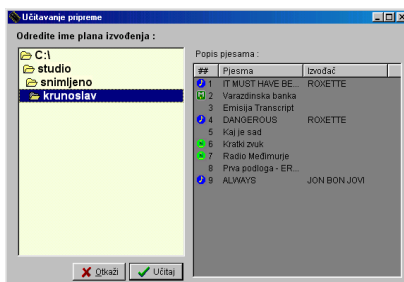 Učitavanje pripreme
Odredite ime plana izvođenja :
C:\
studio
snimljeno
krunoslav
Popis pjesama :
## Pjesma Izvođač
1 IT MUST HAVE BE... ROXETTE
2 Varazdinska banka
3 Emisija Transcript
4 DANGEROUS ROXETTE
5 Kaj je sad
6 Kratki zvuk
7 Radio Međimurje
8 Prva podloga - ER...
9 ALWAYS JON BON JOVI
Otkaži Učitaj